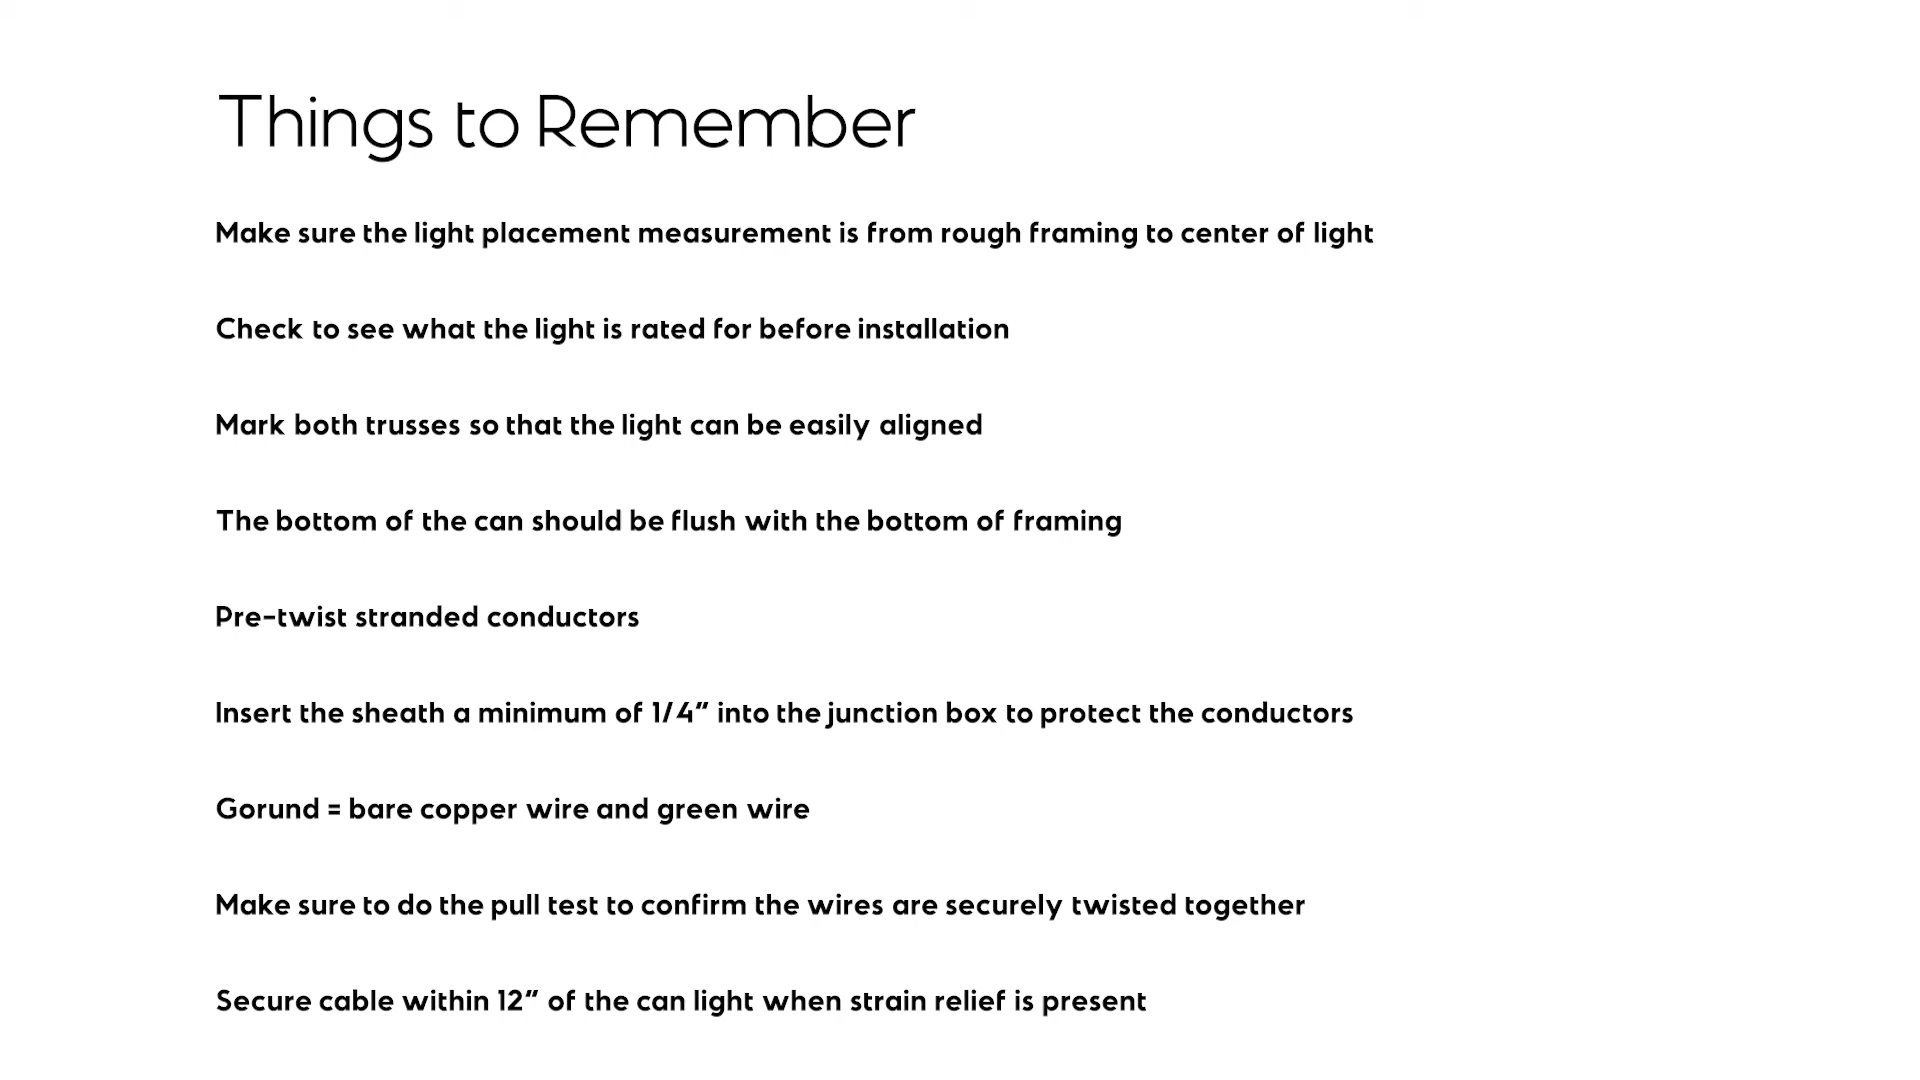 Things to Remember
Make sure the light placement measurement is from rough framing to center of light
Check to see what the light is rated for before installation
Mark both trusses so that the light can be easily aligned
The bottom of the can should be flush with the bottom of framing
Pre-twist stranded conductors
Insert the sheath a minimum of 1/4” into the junction box to protect the conductors
Gorund = bare copper wire and green wire
Make sure to do the pull test to confirm the wires are securely twisted together
Secure cable within 12” of the can light when strain relief is present